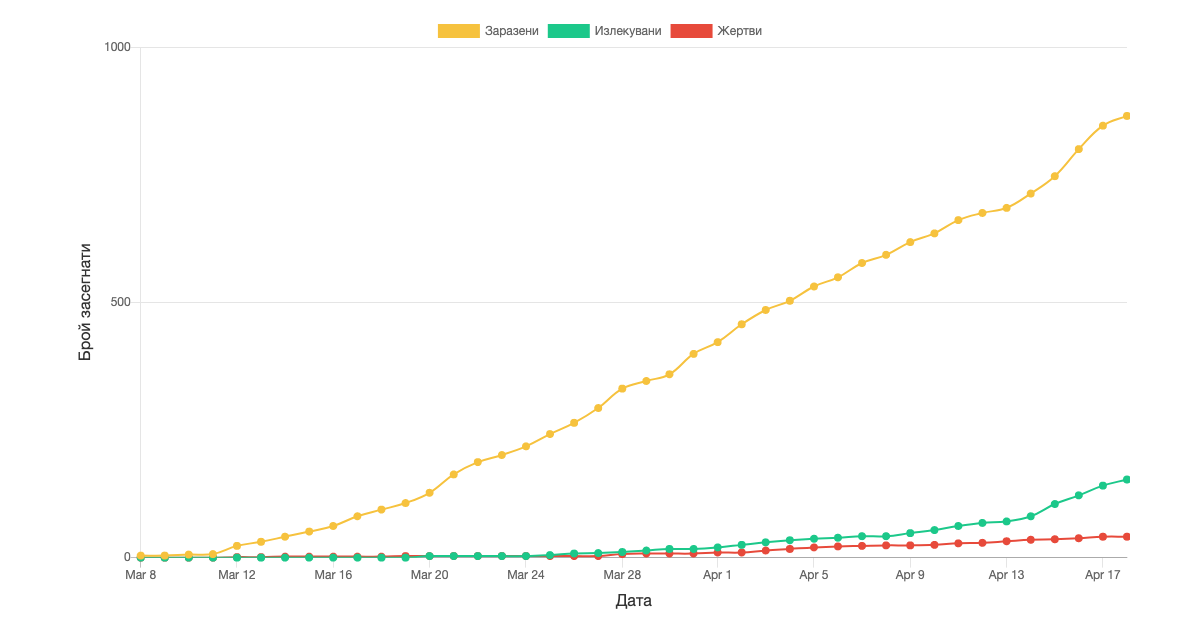 Заразени Излекувани Жертви
1000
500
0
Брой засегнати
Mar 8 Mar 12 Mar 16 Mar 20 Mar 24 Mar 28 Apr 1 Apr 5 Apr 9 Apr 13 Apr 17
Дата